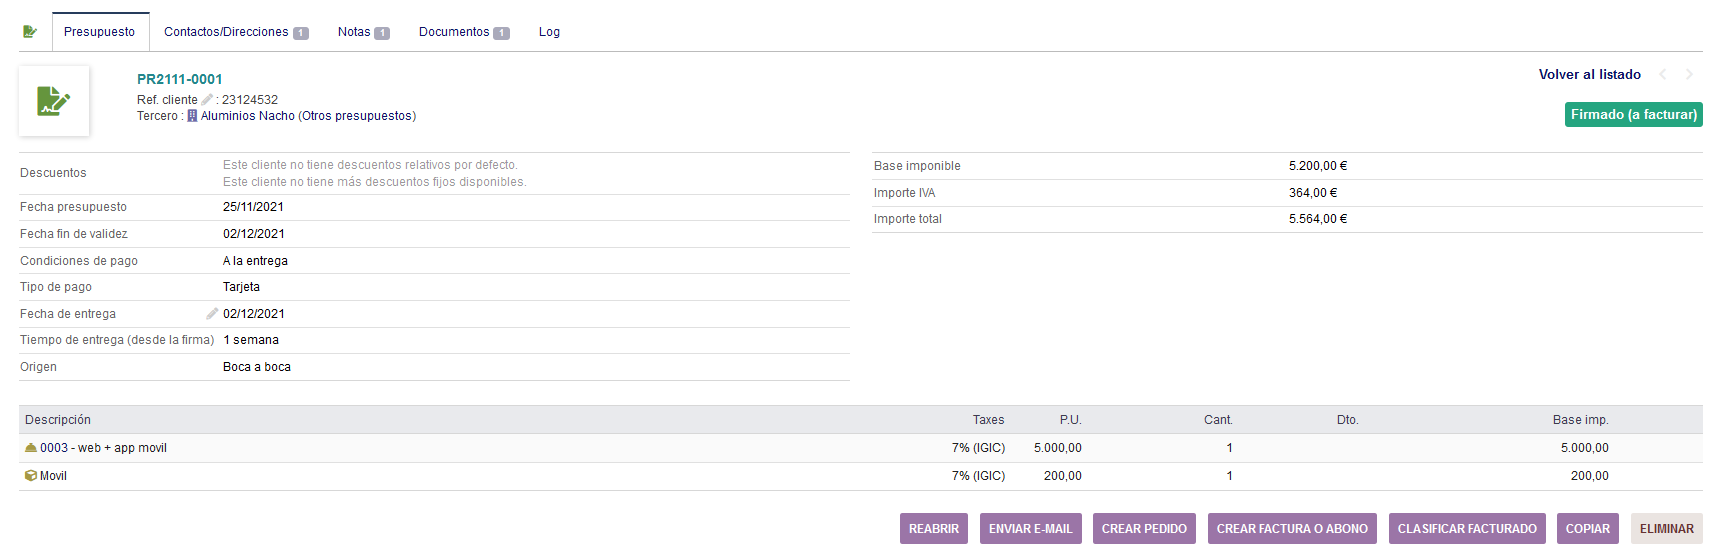 Presupuesto Contactos/Direcciones 1 Notas 1 Documentos 1 Log
PR2111-0001
Ref. cliente : 23124532
Tercero : Aluminios Nacho (Otros presupuestos)
Volver al listado
Firmado (a facturar)
Descuentos Este cliente no tiene descuentos relativos por defecto.
Este cliente no tiene más descuentos fijos disponibles.
Fecha presupuesto 25/11/2021
Fecha fin de validez 02/12/2021
Condiciones de pago A la entrega
Tipo de pago Tarjeta
Fecha de entrega 02/12/2021
Tiempo de entrega (desde la firma) 1 semana
Origen Boca a boca
Base imponible 5.200,00 €
Importe IVA 364,00 €
Importe total 5.564,00 €
Descripción Taxes P.U. Cant. Dto. Base imp.
0003 - web + app movil 7% (IGIC) 5.000,00 1 5.000,00
Movil 7% (IGIC) 200,00 1 200,00
REABRIR ENVIAR E-MAIL CREAR PEDIDO CREAR FACTURA O ABONO CLASIFICAR FACTURADO COPIAR ELIMINAR